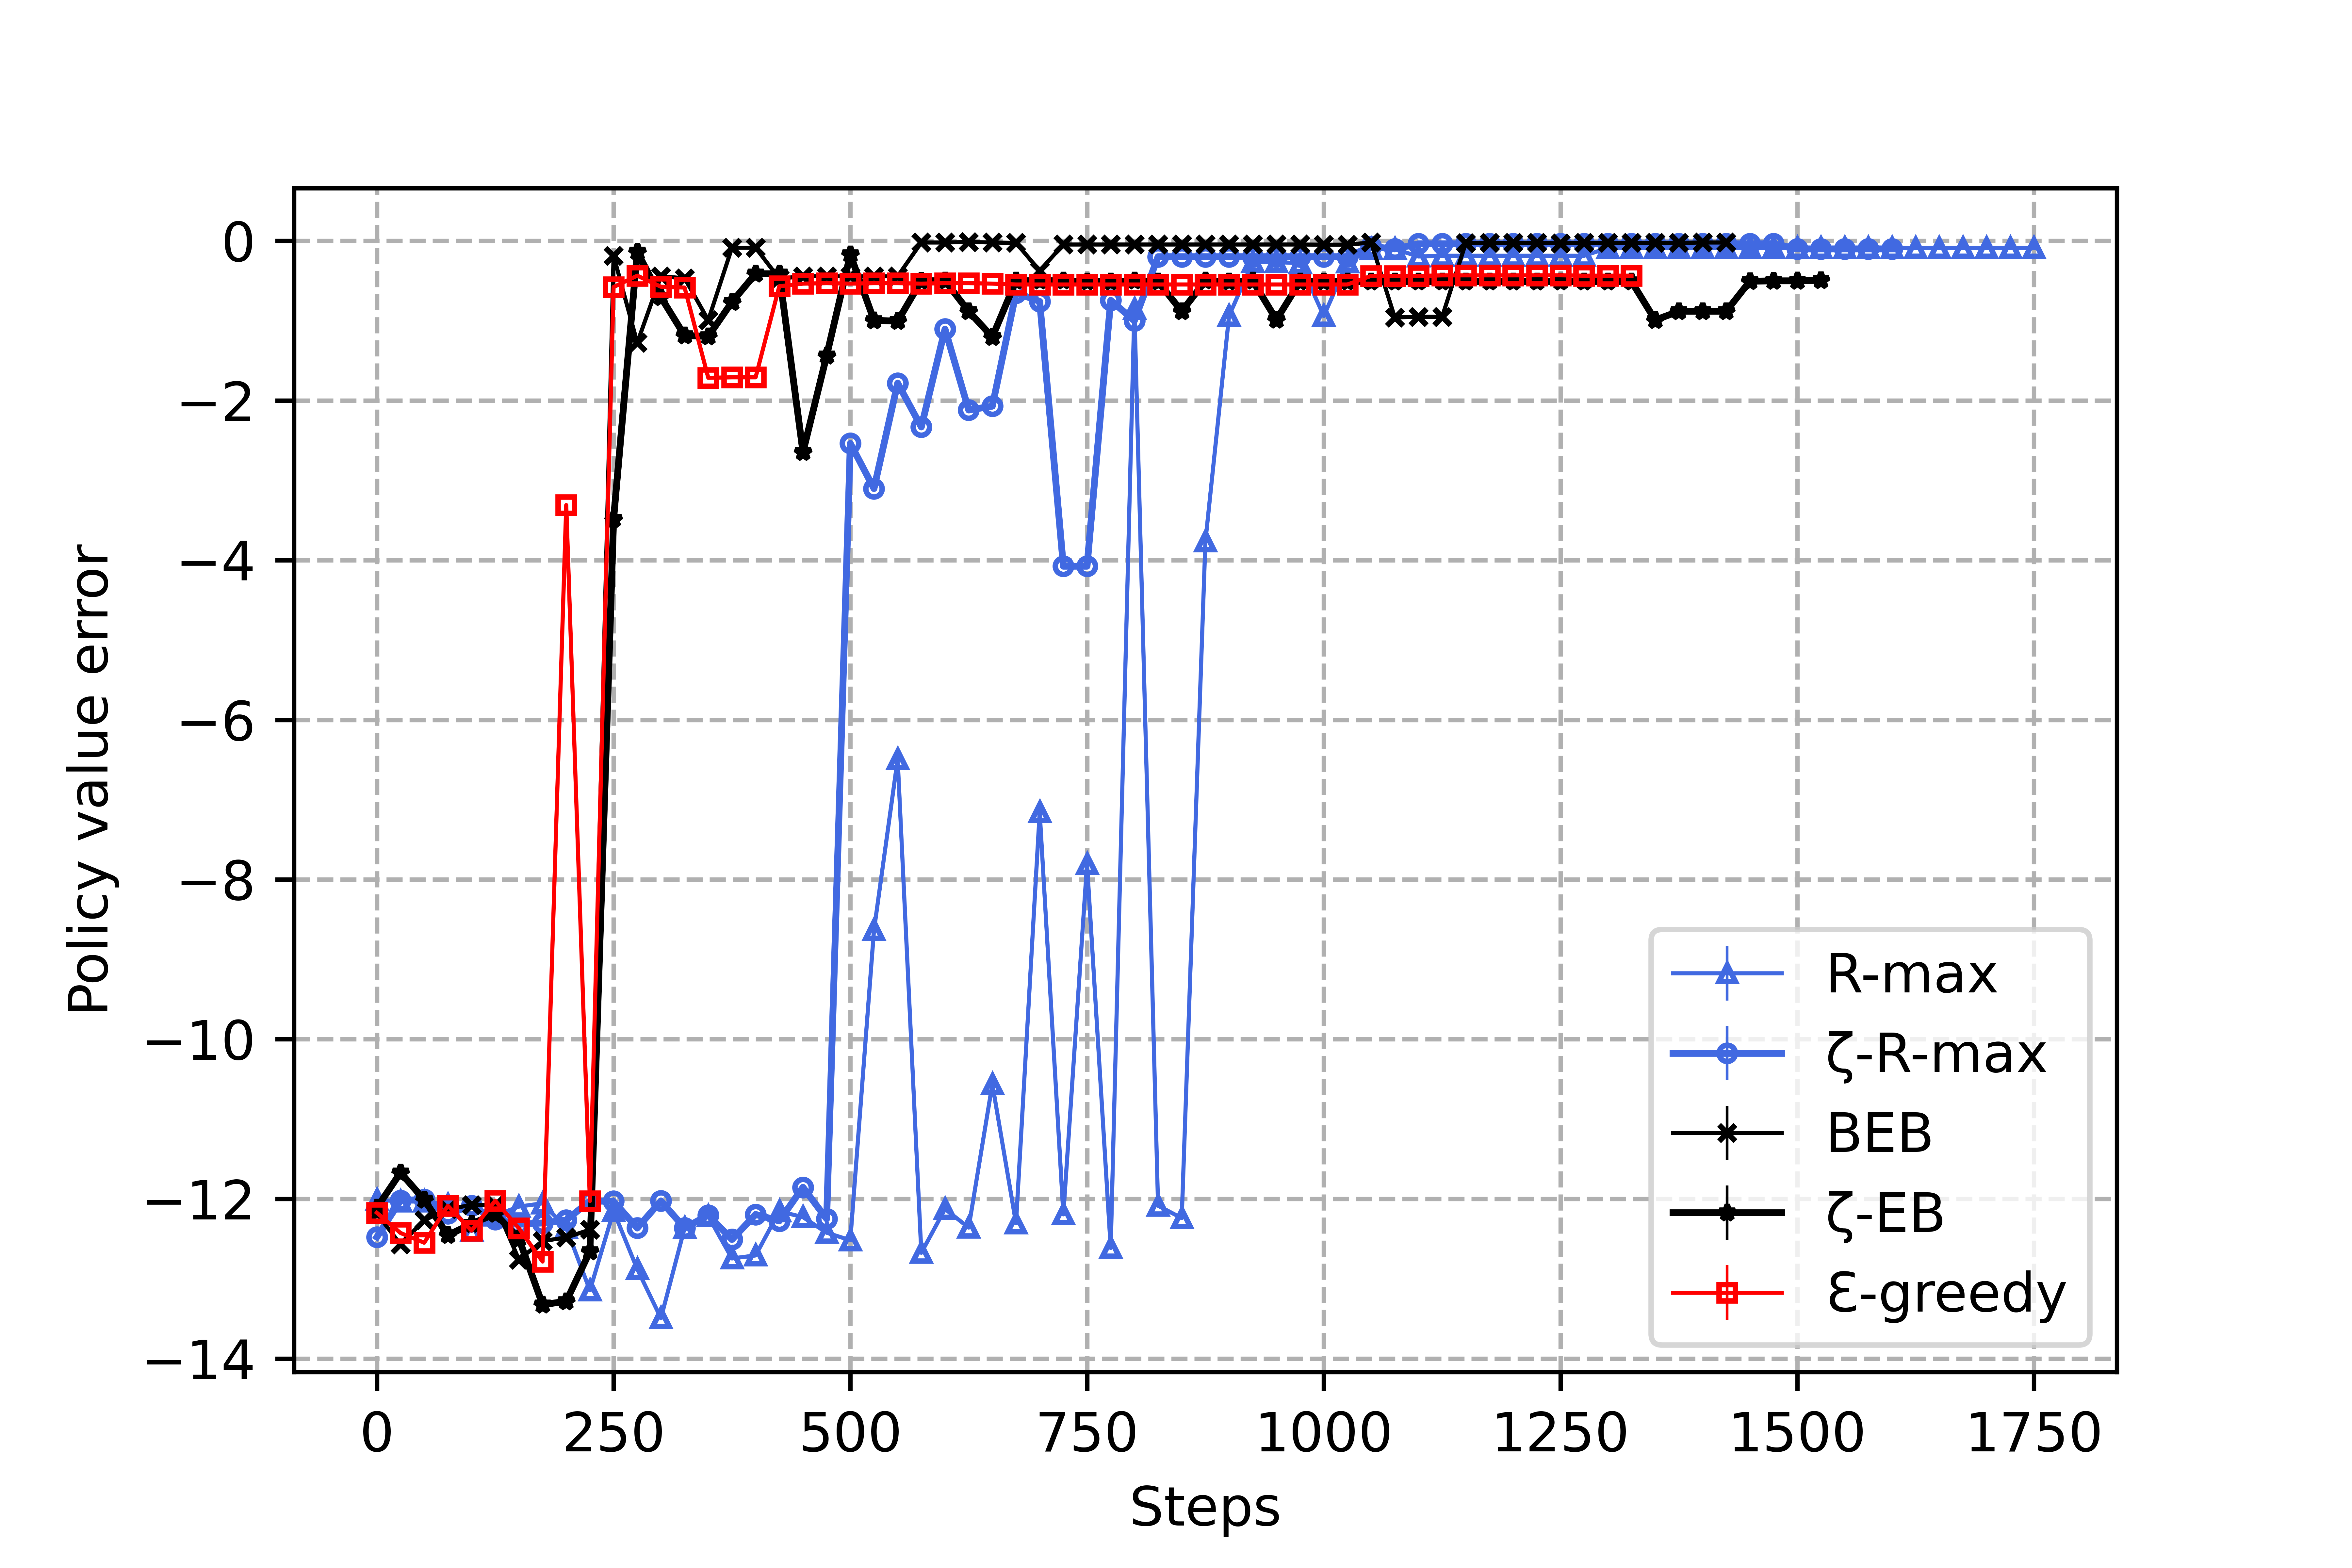 Policy value error
0
−2
−4
−6
−8
−10
−12
−14
0 250 500 750 1000 1250 1500 1750
Steps
R-max
ζ-R-max
BEB
ζ-EB
Ɛ-greedy